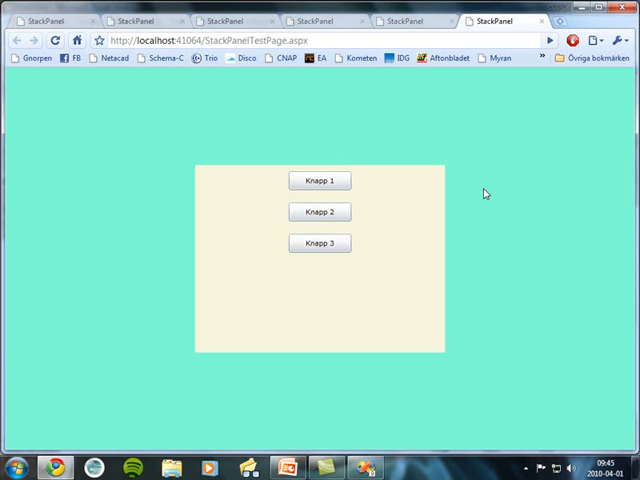 StackPanel StackPanel StackPanel StackPanel StackPanel StackPanel
http://localhost:41064/StackPanelTestPage.aspx
Gnorpen FB Netacad Schema-C Trio Disco CNAP EA Kometen IDG Aftonbladet Myran » Övriga bokmärken
Knapp 1
Knapp 2
Knapp 3
09:45
2010-04-01